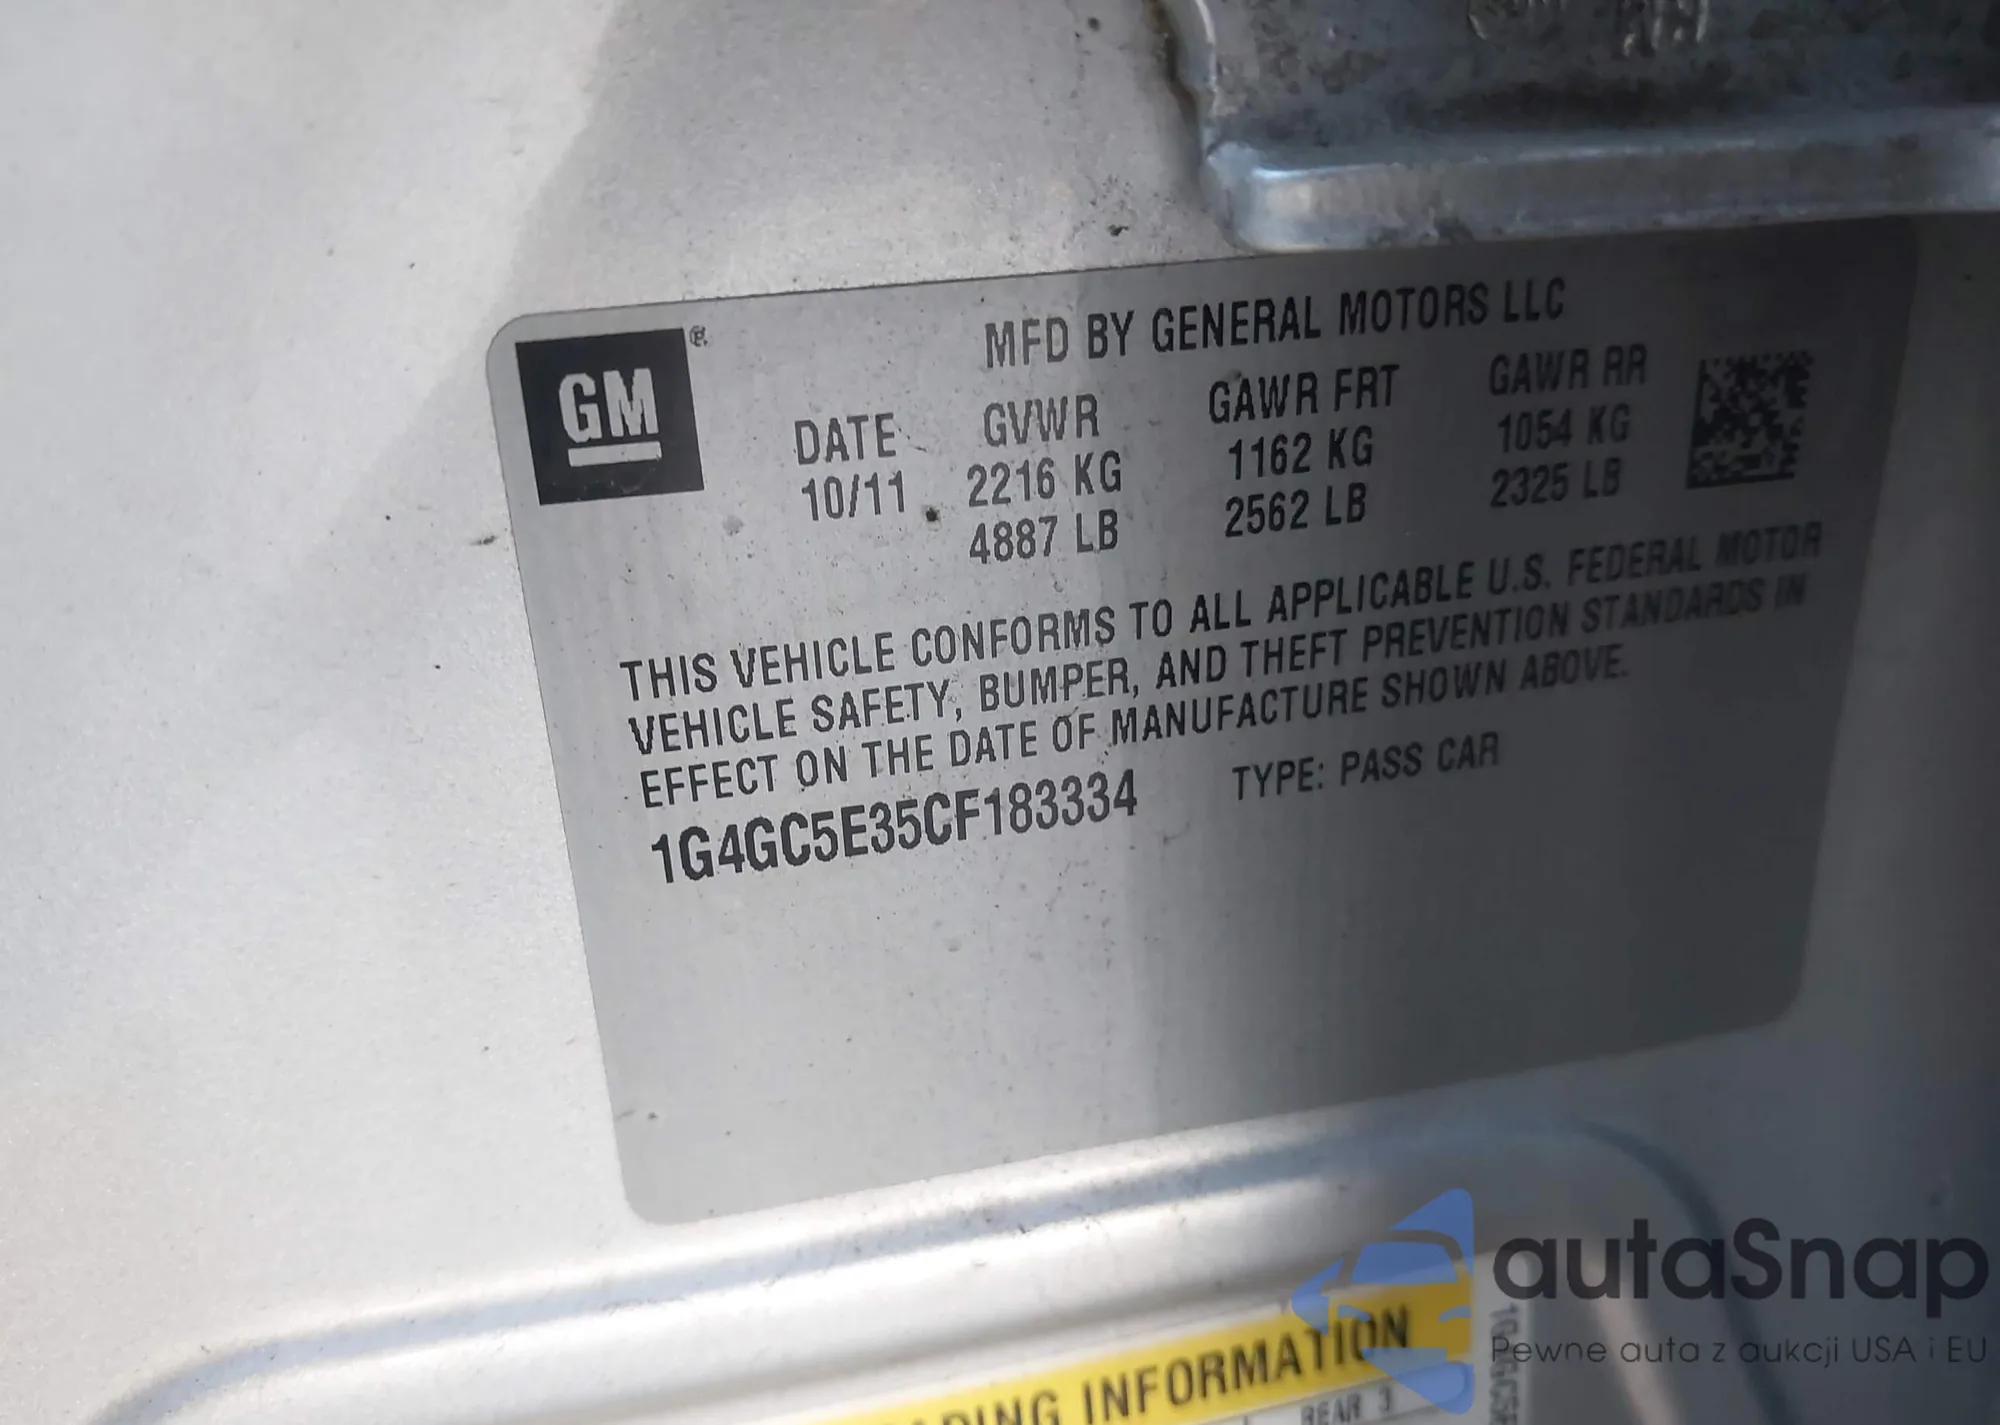 GM
MFD BY GENERAL MOTORS LLC
DATE GVWR GAWR FRT GAWR RR
10/11 2216 KG 1162 KG 1054 KG
4887 LB 2562 LB 2325 LB
THIS VEHICLE CONFORMS TO ALL APPLICABLE U.S. FEDERAL MOTOR
VEHICLE SAFETY, BUMPER, AND THEFT PREVENTION STANDARDS IN
EFFECT ON THE DATE OF MANUFACTURE SHOWN ABOVE.
1G4GC5E35CF183334 TYPE: PASS CAR
INFORMATION
REAR 3
autaSnap
Pewne auta z aukcji USA i EU